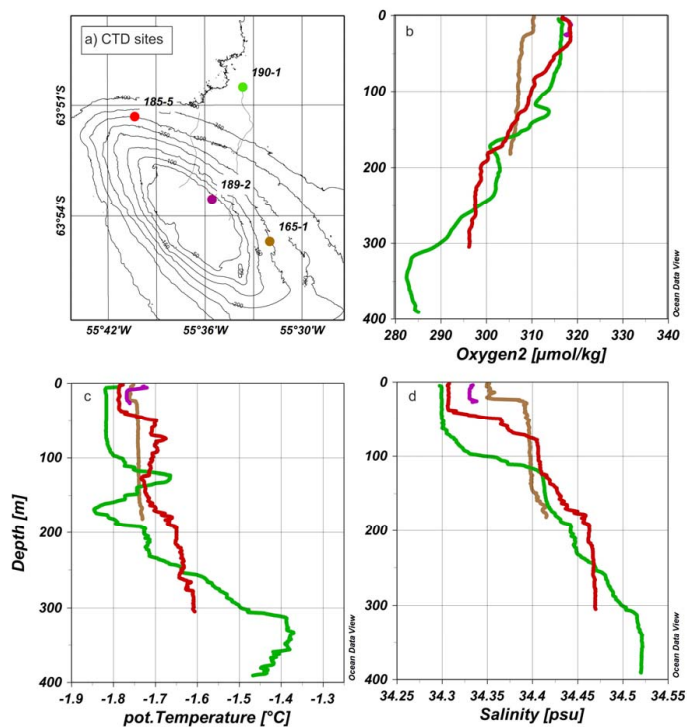 a) CTD sites
190-1
185-5
189-2
165-1
63°51'S
63°54'S
55°42'W 55°36'W 55°30'W
b
0
100
200
300
400
280 290 300 310 320 330 340
Oxygen2 [µmol/kg]
Ocean Data View
c
0
100
200
300
400
Depth [m]
-1.9 -1.8 -1.7 -1.6 -1.5 -1.4 -1.3
pot.Temperature [°C]
Ocean Data View
d
0
100
200
300
400
34.25 34.3 34.35 34.4 34.45 34.5 34.55
Salinity [psu]
Ocean Data View